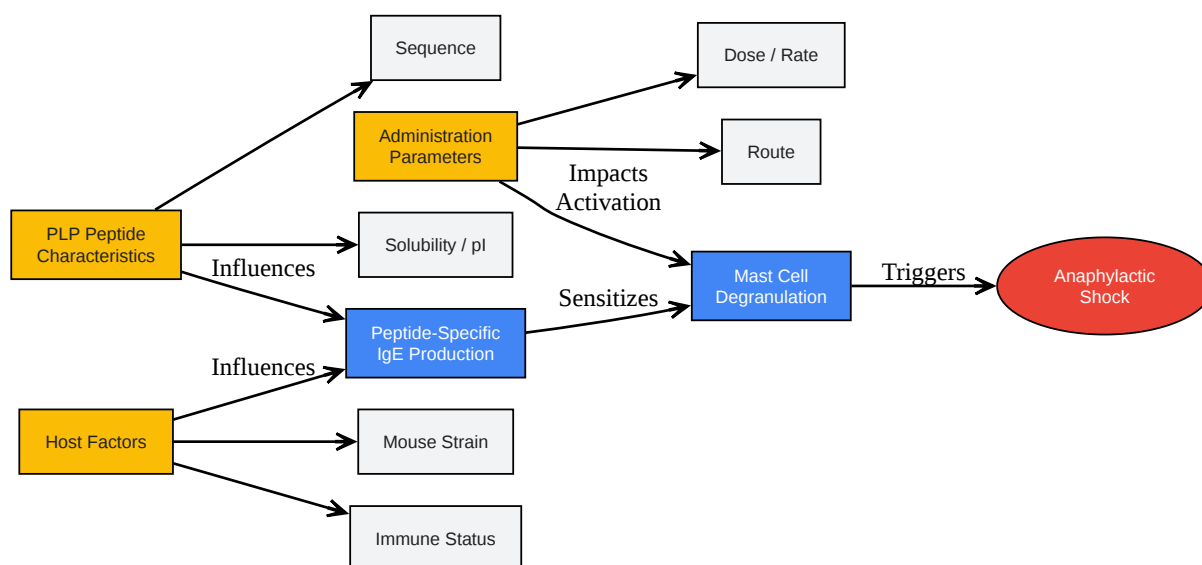 Sequence
Dose / Rate
Administration
Parameters
Route
Impacts
Activation
PLP Peptide
Characteristics
Solubility / pI
Influences
Mast Cell
Degranulation
Triggers
Anaphylactic
Shock
Sensitizes
Peptide-Specific
IgE Production
Influences
Host Factors
Mouse Strain
Immune Status